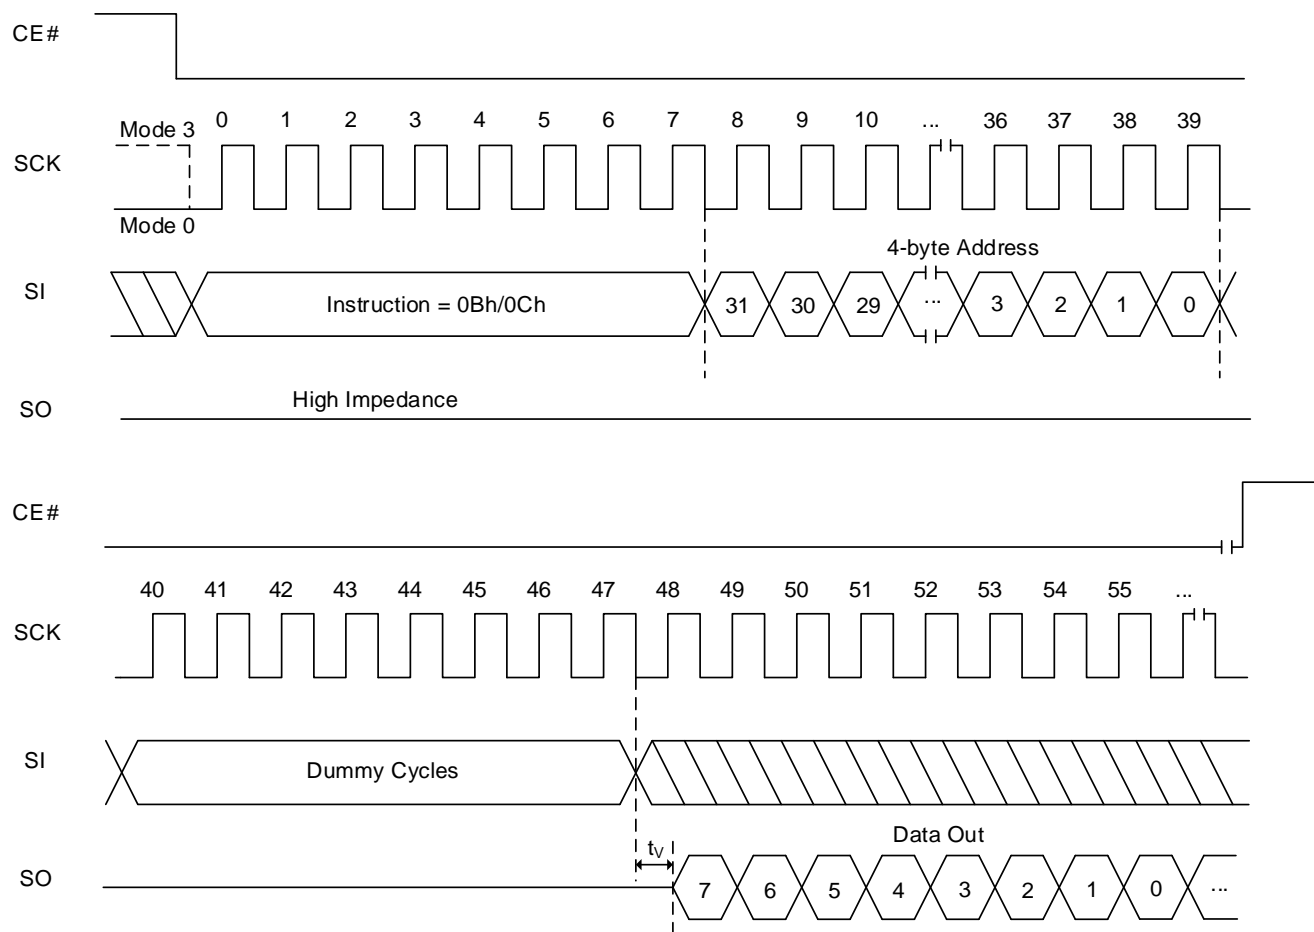 CE#
0 1 2 3 4 5 6 7 8 9 10 ... 36 37 38 39
Mode 3
SCK
Mode 0
4-byte Address
SI
Instruction = 0Bh/0Ch 31 30 29 ... 3 2 1 0
High Impedance
SO
CE#
40 41 42 43 44 45 46 47 48 49 50 51 52 53 54 55 ...
SCK
SI
Dummy Cycles
Data Out
tV
SO
7 6 5 4 3 2 1 0 ...